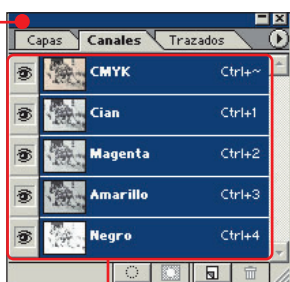 Capas Canales Trazados
CMYK Ctrl+~
Cian Ctrl+1
Magenta Ctrl+2
Amarillo Ctrl+3
Negro Ctrl+4